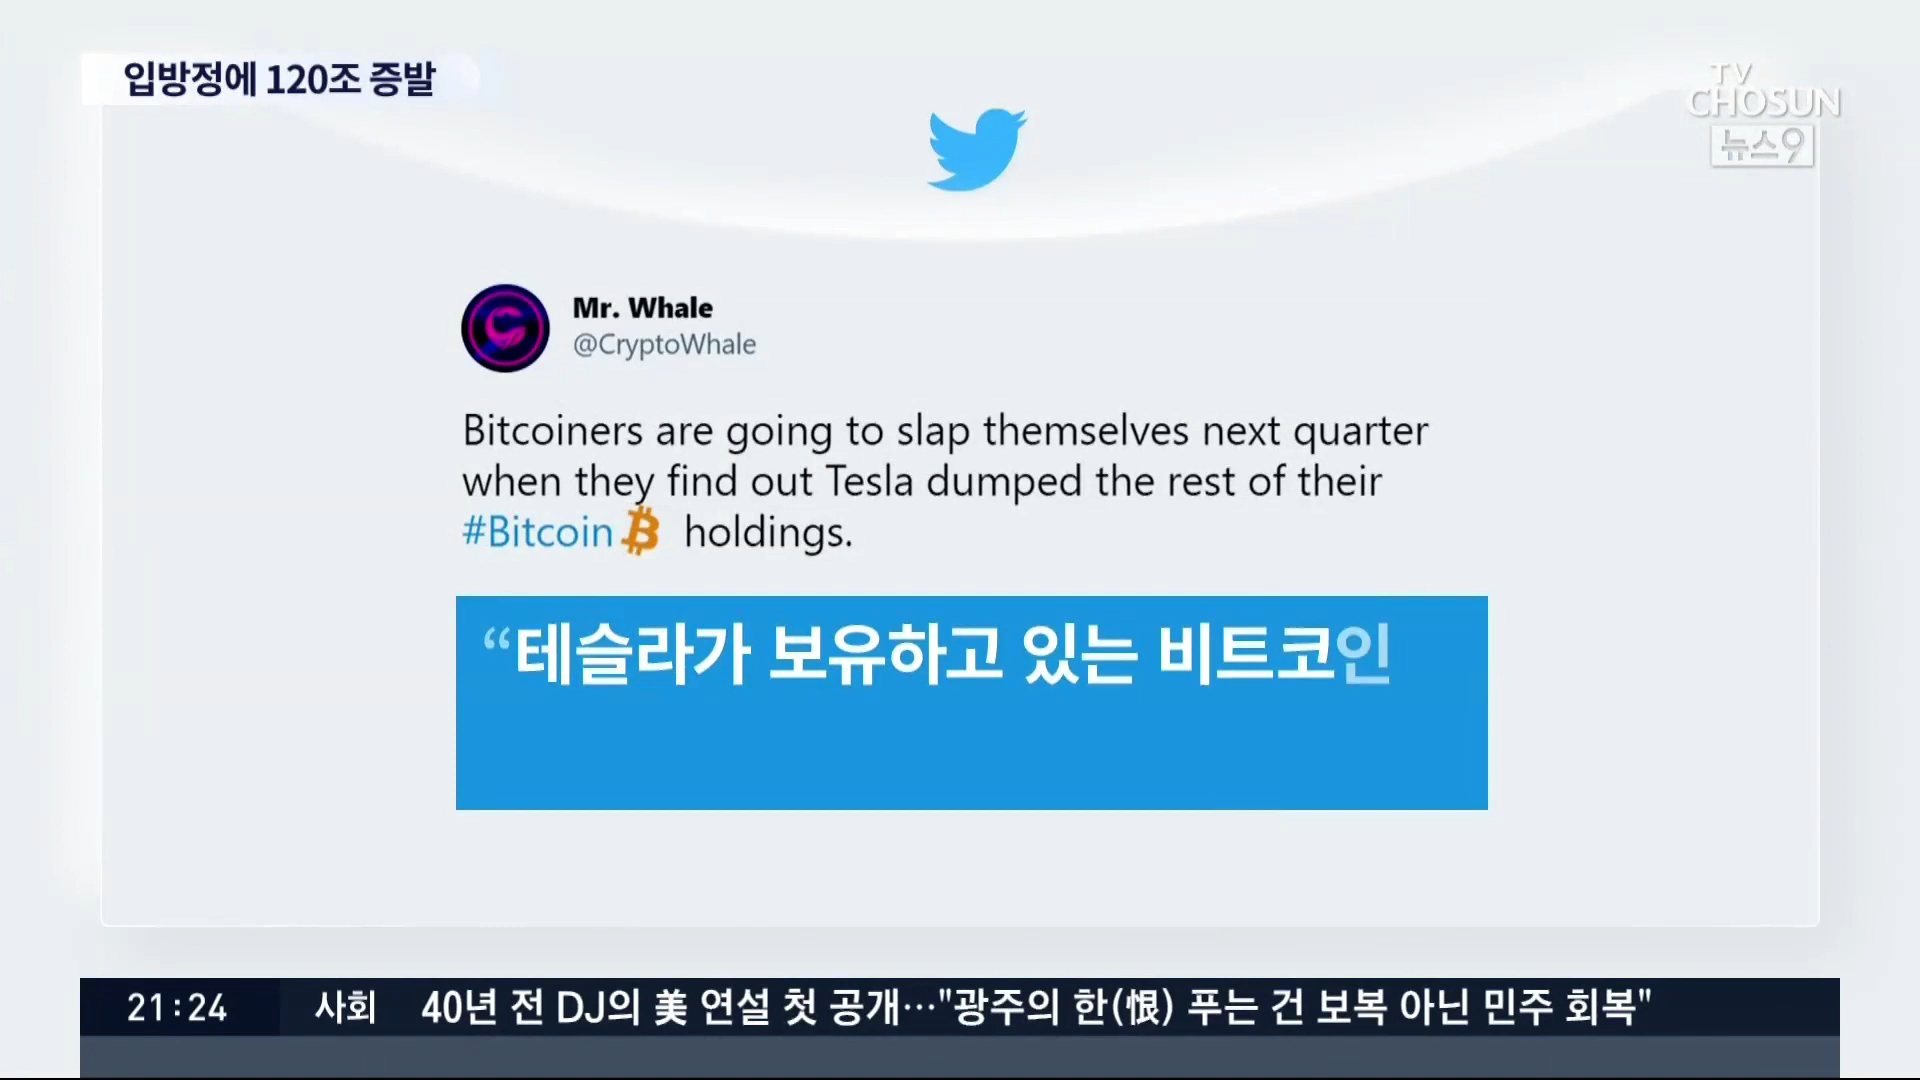 입방정에 120조 증발
TV
CHOSUN
뉴스9
Mr. Whale
@CryptoWhale
Bitcoiners are going to slap themselves next quarter
when they find out Tesla dumped the rest of their
#Bitcoin holdings.
“테슬라가 보유하고 있는 비트코인
21:24 사회 40년 전 DJ의 美 연설 첫 공개…"광주의 한(恨) 푸는 건 보복 아닌 민주 회복"